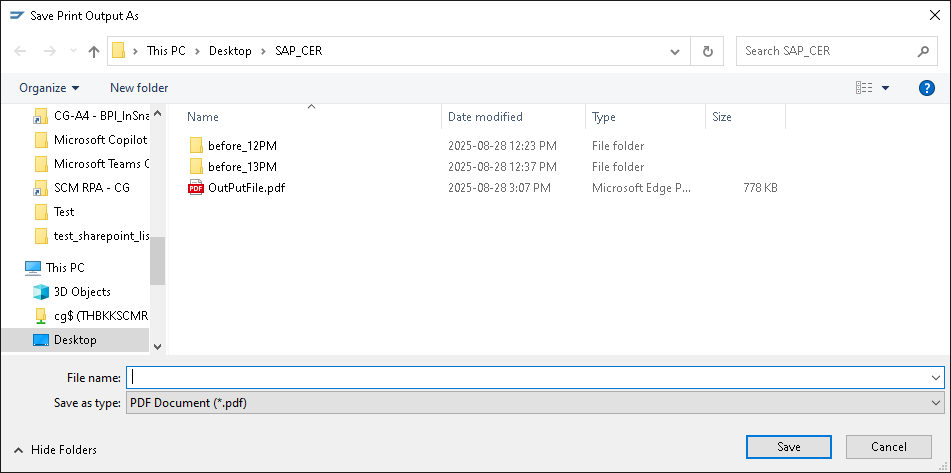 Save Print Output As
This PC > Desktop > SAP_CER
Search SAP_CER
Organize
New folder
CG-A4 - BPI_InSna
Microsoft Copilot
Microsoft Teams C
SCM RPA - CG
Test
test_sharepoint_lis
This PC
3D Objects
cg$ (THBKKSCMR
Desktop
Name Date modified Type Size
before_12PM 2025-08-28 12:23 PM File folder
before_13PM 2025-08-28 12:37 PM File folder
PDF OutPutFile.pdf 2025-08-28 3:07 PM Microsoft Edge P... 778 KB
File name:
Save as type: PDF Document (*.pdf)
Hide Folders
Save
Cancel